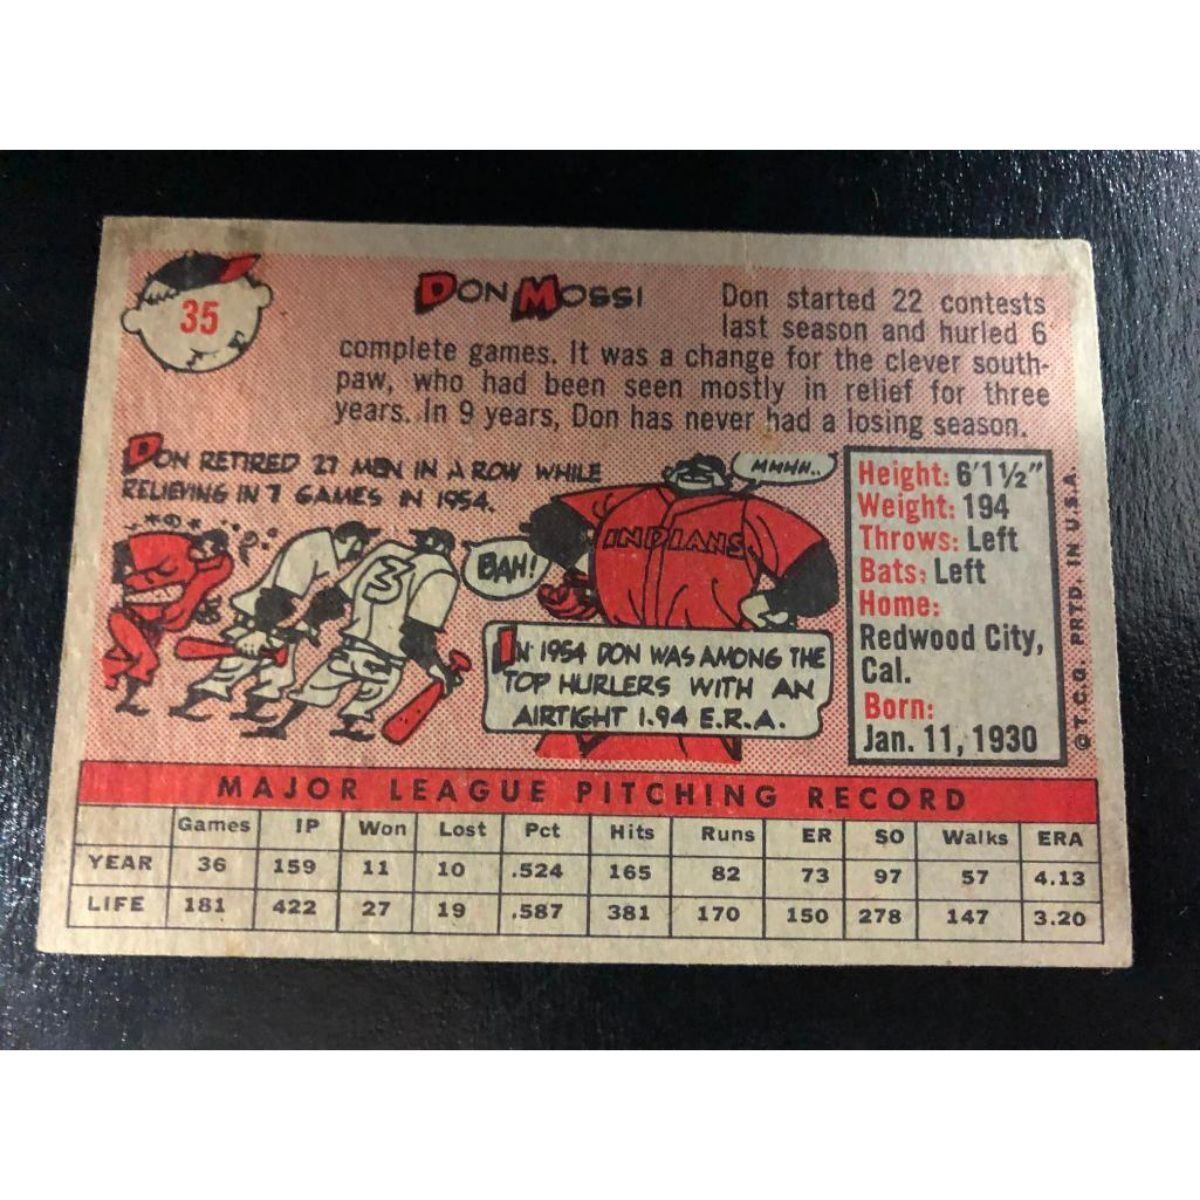 35
DON MOSSI
Don started 22 contests
last season and hurled 6
complete games. It was a change for the clever south-
paw, who had been seen mostly in relief for three
years. In 9 years, Don has never had a losing season.
DON RETIRED 27 MEN IN A ROW WHILE
RELIEVING IN 7 GAMES IN 1954.
MMHH..
INDIANS
3
BAH!
IN 1954 DON WAS AMONG THE
TOP HURLERS WITH AN
AIRTIGHT 1.94 E.R.A.
Height: 6'1½"
Weight: 194
Throws: Left
Bats: Left
Home:
Redwood City,
Cal.
Born:
Jan. 11, 1930
© T.C.G. PRTD. IN U.S.A.
MAJOR LEAGUE PITCHING RECORD
Games IP Won Lost Pct Hits Runs ER SO Walks ERA
YEAR 36 159 11 10 .524 165 82 73 97 57 4.13
LIFE 181 422 27 19 .587 381 170 150 278 147 3.20